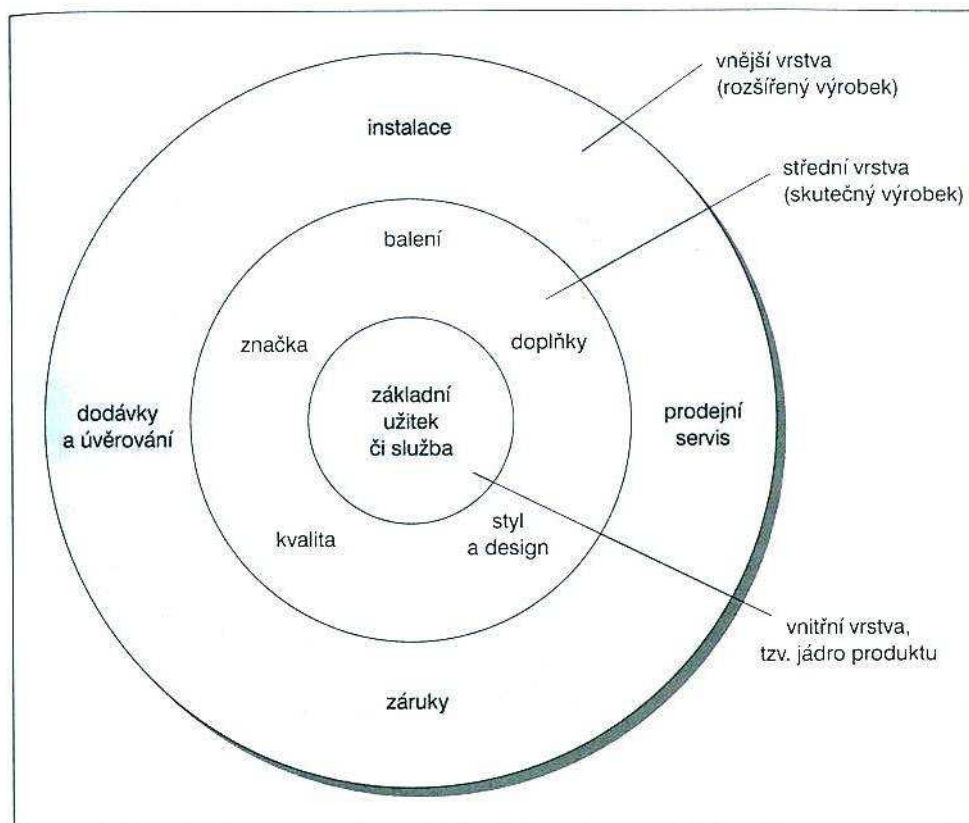 vnější vrstva
(rozšířený výrobek)
instalace
střední vrstva
(skutečný výrobek)
balení
značka
doplňky
základní
užitek
či služba
dodávky
a úvěrování
prodejní
servis
kvalita
styl
a design
vnitřní vrstva,
tzv. jádro produktu
záruky